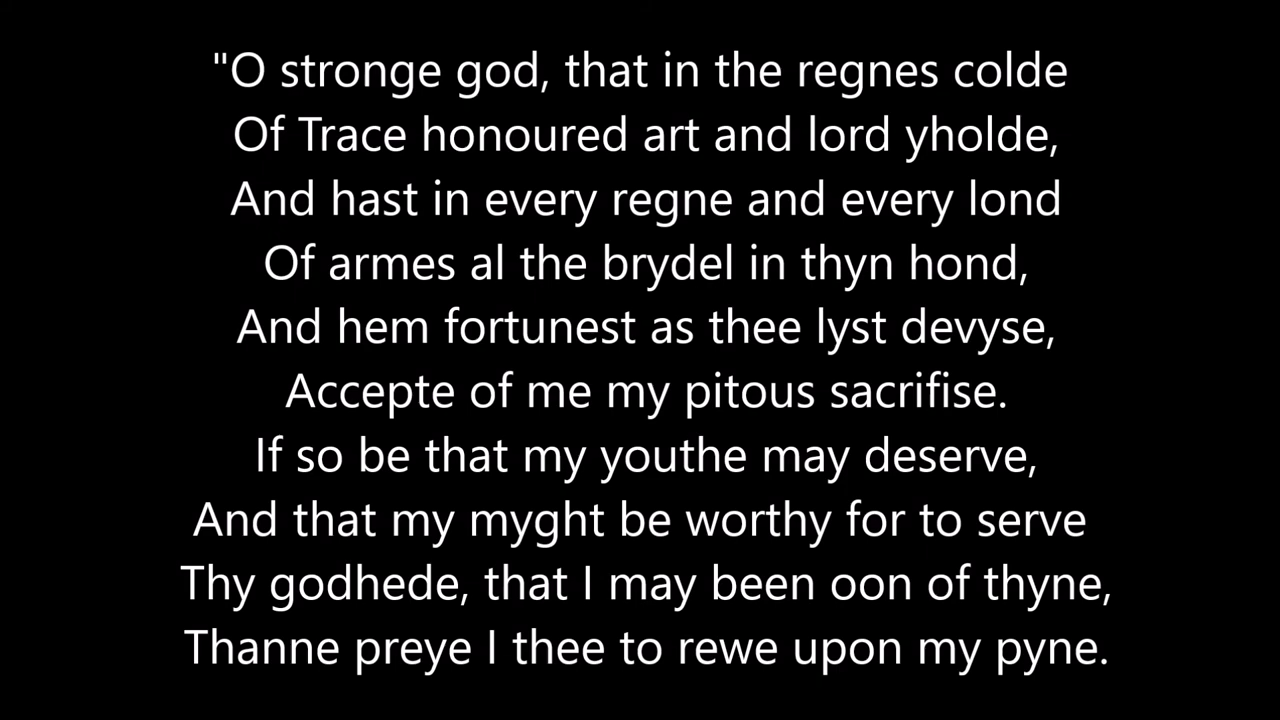 "O stronge god, that in the regnes colde
Of Trace honoured art and lord yholde,
And hast in every regne and every lond
Of armes al the brydel in thyn hond,
And hem fortunest as thee lyst devyse,
Accepte of me my pitous sacrifise.
If so be that my youthe may deserve,
And that my myght be worthy for to serve
Thy godhede, that I may been oon of thyne,
Thanne preye I thee to rewe upon my pyne.